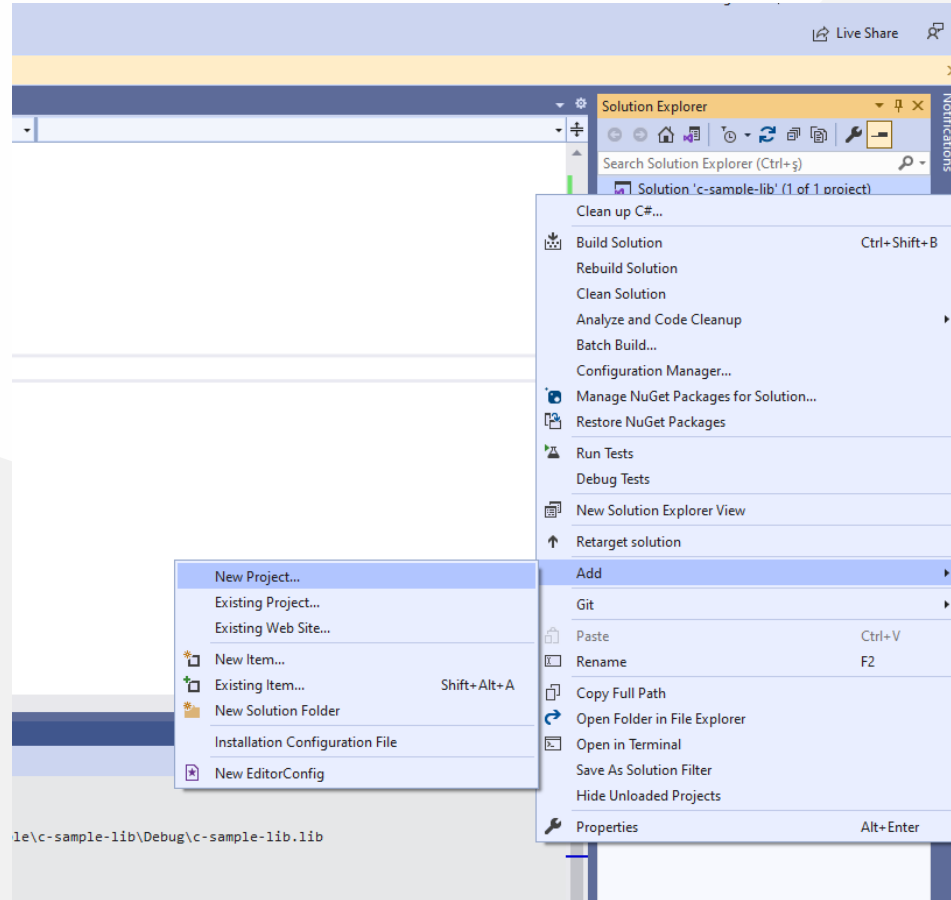 Live Share
Notifications
Solution Explorer
Search Solution Explorer (Ctrl+ş)
Solution 'c-sample-lib' (1 of 1 project)
Clean up C#...
Build Solution Ctrl+Shift+B
Rebuild Solution
Clean Solution
Analyze and Code Cleanup
Batch Build...
Configuration Manager...
Manage NuGet Packages for Solution...
Restore NuGet Packages
Run Tests
Debug Tests
New Solution Explorer View
Retarget solution
Add
Git
Paste Ctrl+V
Rename F2
Copy Full Path
Open Folder in File Explorer
Open in Terminal
Save As Solution Filter
Hide Unloaded Projects
Properties Alt+Enter
New Project...
Existing Project...
Existing Web Site...
New Item...
Existing Item... Shift+Alt+A
New Solution Folder
Installation Configuration File
New EditorConfig
le\c-sample-lib\Debug\c-sample-lib.lib